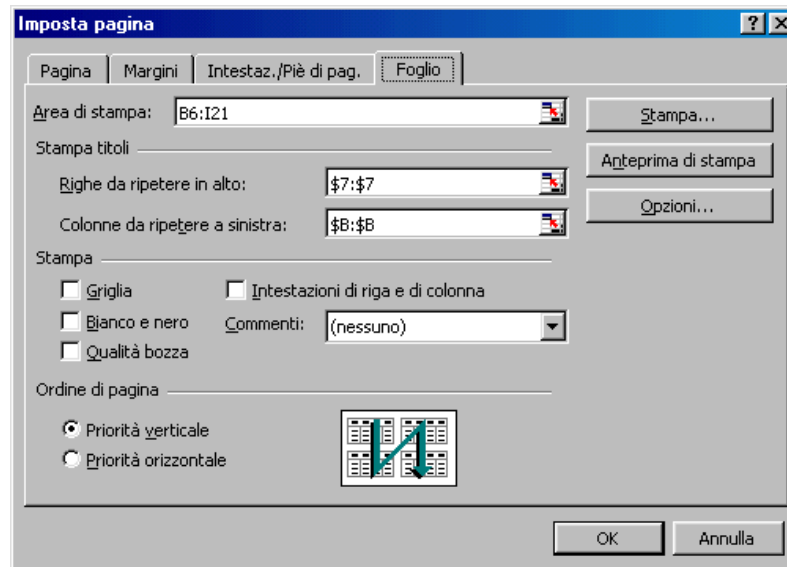 Imposta pagina
Pagina Margini Intestaz./Piè di pag. Foglio
Area di stampa: B6:I21
Stampa...
Stampa titoli
Anteprima di stampa
Righe da ripetere in alto: $7:$7
Opzioni...
Colonne da ripetere a sinistra: $B:$B
Stampa
Griglia Intestazioni di riga e di colonna
Bianco e nero Commenti: (nessuno)
Qualità bozza
Ordine di pagina
Priorità verticale
Priorità orizzontale
OK Annulla